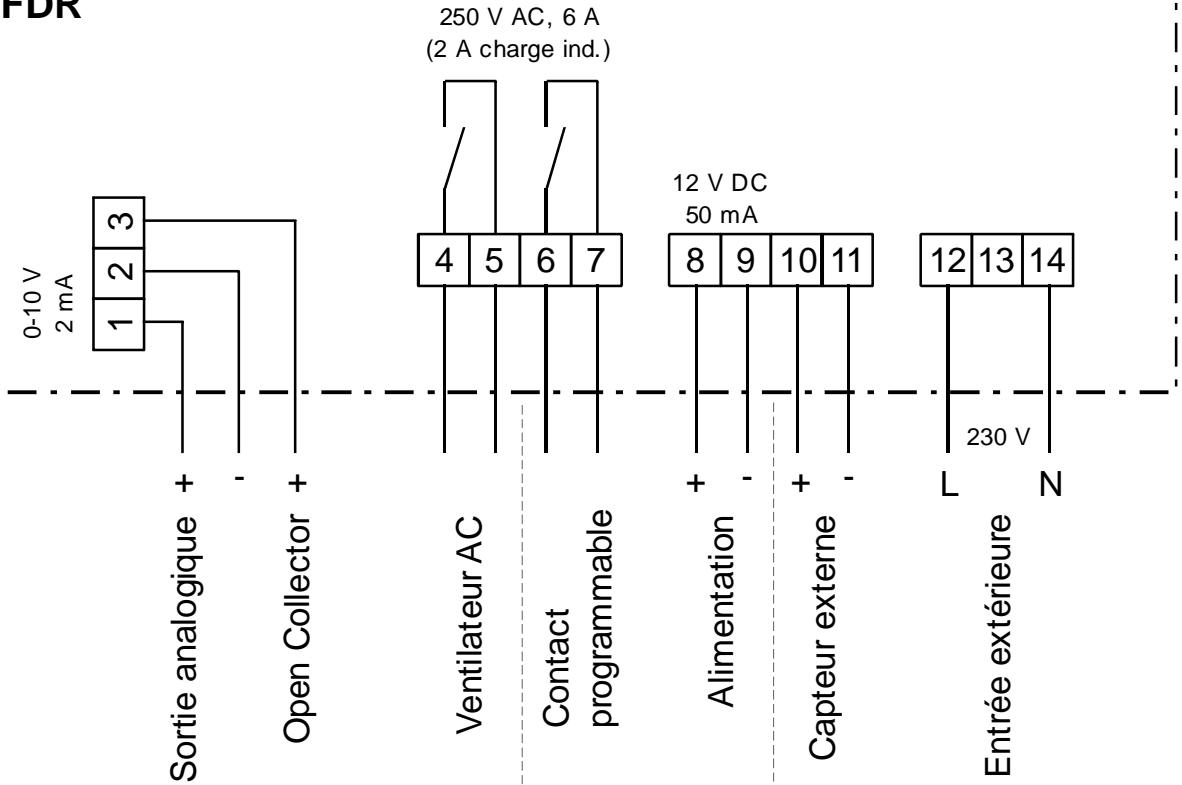 FDR
250 V AC, 6 A
(2 A charge ind.)
12 V DC
50 mA
0-10 V
2 mA
3
2
1
4 5 6 7
8 9 10 11
12 13 14
230 V
+ - +
+ - + -
L N
Sortie analogique
Open Collector
Ventilateur AC
Contact
programmable
Alimentation
Capteur externe
Entrée extérieure